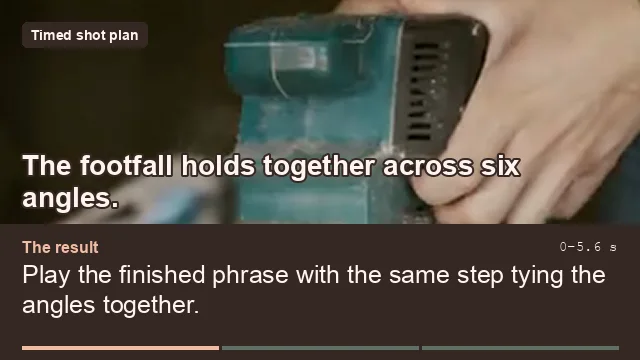 Timed shot plan
The footfall holds together across six
angles.
The result
0–5.6 s
Play the finished phrase with the same step tying the
angles together.